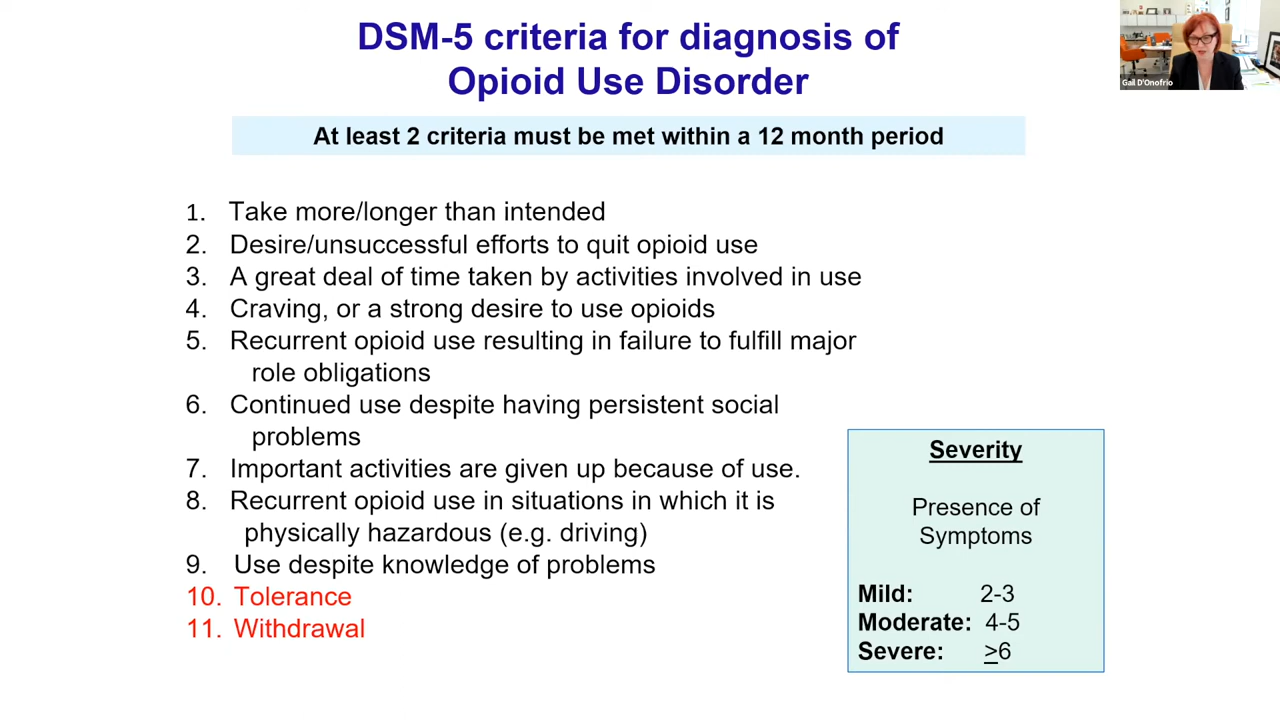 DSM-5 criteria for diagnosis of
Opioid Use Disorder
Gail D'Onofrio
At least 2 criteria must be met within a 12 month period
1. Take more/longer than intended
2. Desire/unsuccessful efforts to quit opioid use
3. A great deal of time taken by activities involved in use
4. Craving, or a strong desire to use opioids
5. Recurrent opioid use resulting in failure to fulfill major
role obligations
6. Continued use despite having persistent social
problems
7. Important activities are given up because of use.
8. Recurrent opioid use in situations in which it is
physically hazardous (e.g. driving)
9. Use despite knowledge of problems
10. Tolerance
11. Withdrawal
Severity
Presence of
Symptoms
Mild: 2-3
Moderate: 4-5
Severe: ≥6